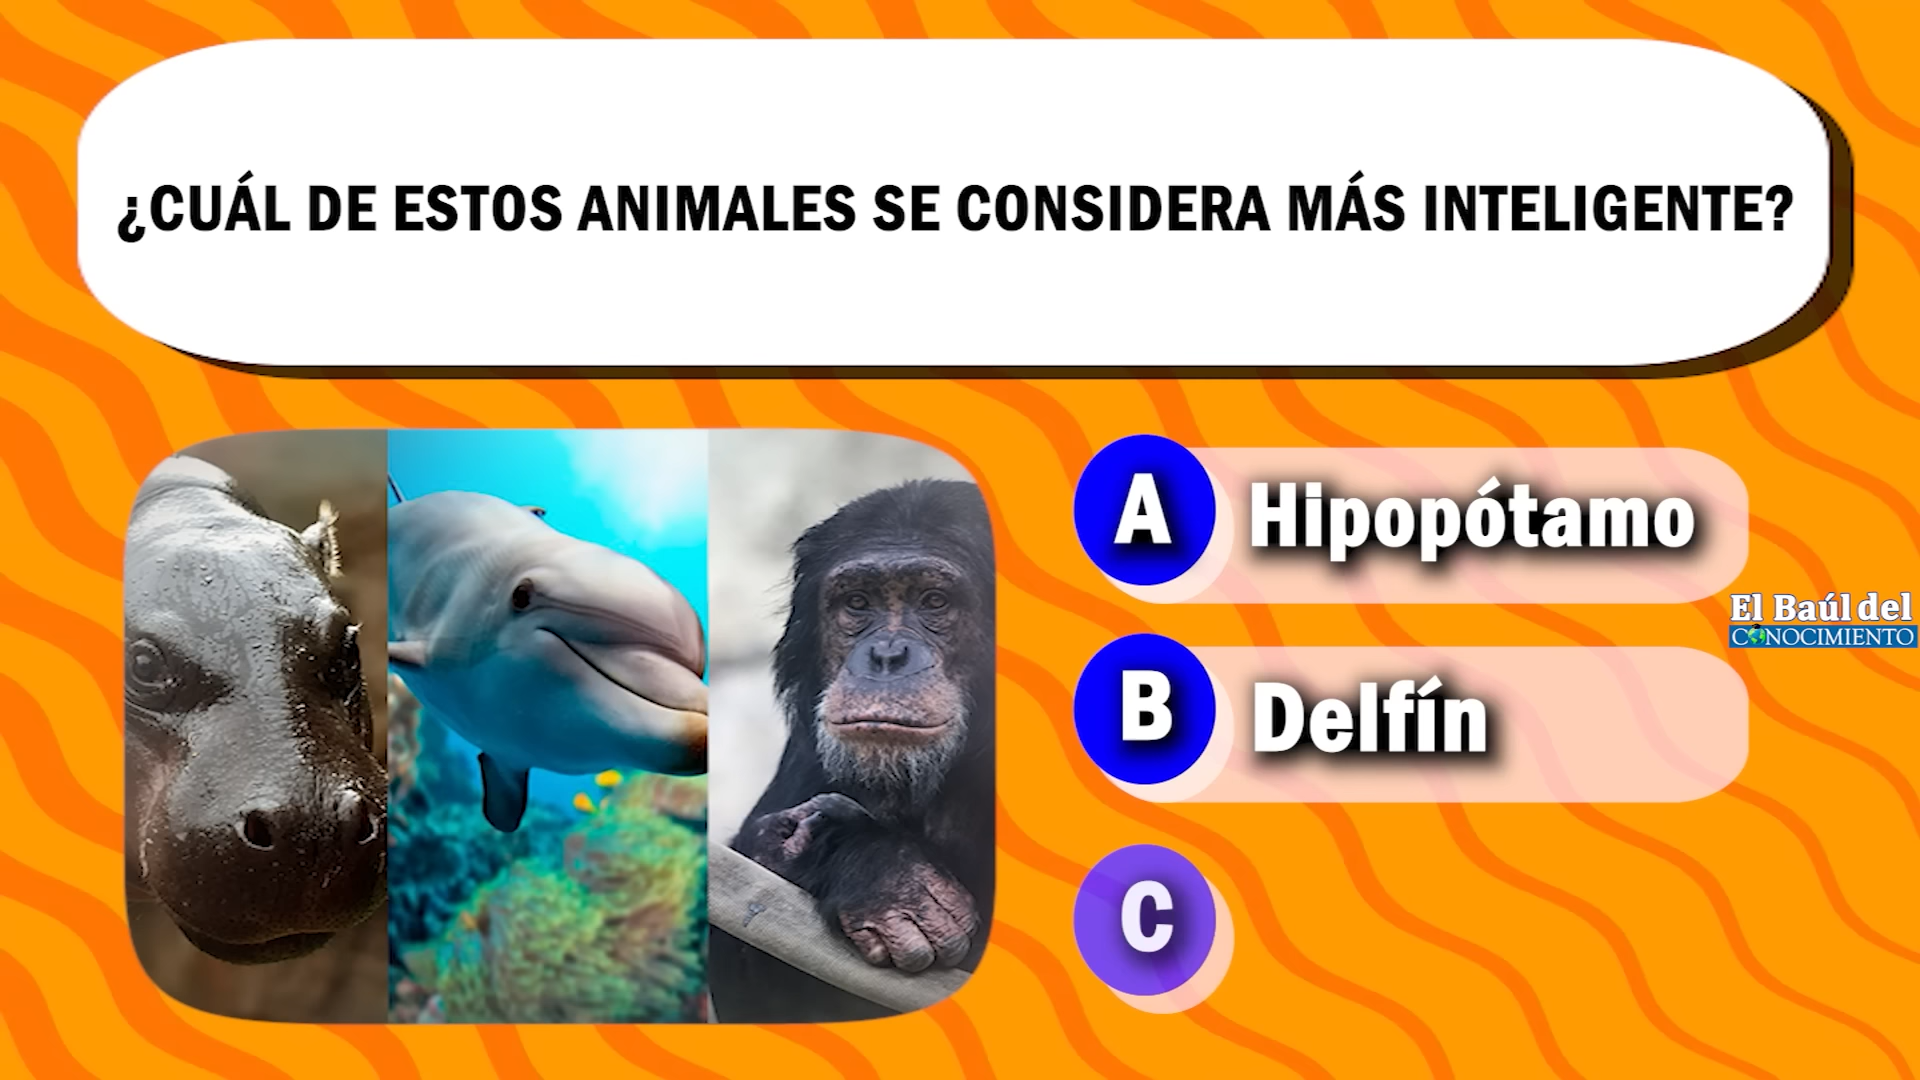 ¿CUÁL DE ESTOS ANIMALES SE CONSIDERA MÁS INTELIGENTE?
A Hipopótamo
El Baúl del
CONOCIMIENTO
B Delfín
C